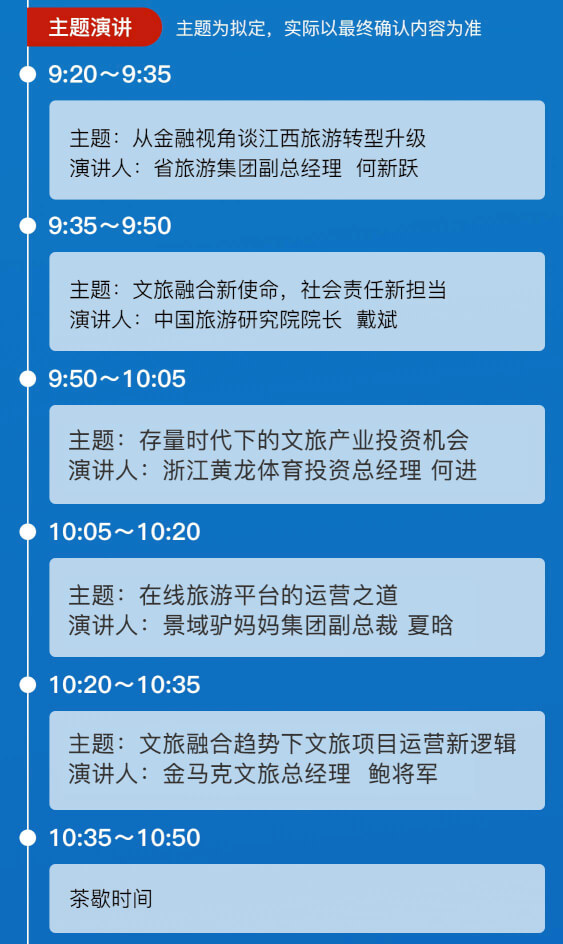 主题演讲 主题为拟定，实际以最终确认内容为准
9:20～9:35
主题：从金融视角谈江西旅游转型升级
演讲人：省旅游集团副总经理 何新跃
9:35～9:50
主题：文旅融合新使命，社会责任新担当
演讲人：中国旅游研究院院长 戴斌
9:50～10:05
主题：存量时代下的文旅产业投资机会
演讲人：浙江黄龙体育投资总经理 何进
10:05～10:20
主题：在线旅游平台的运营之道
演讲人：景域驴妈妈集团副总裁 夏晗
10:20～10:35
主题：文旅融合趋势下文旅项目运营新逻辑
演讲人：金马克文旅总经理 鲍将军
10:35～10:50
茶歇时间